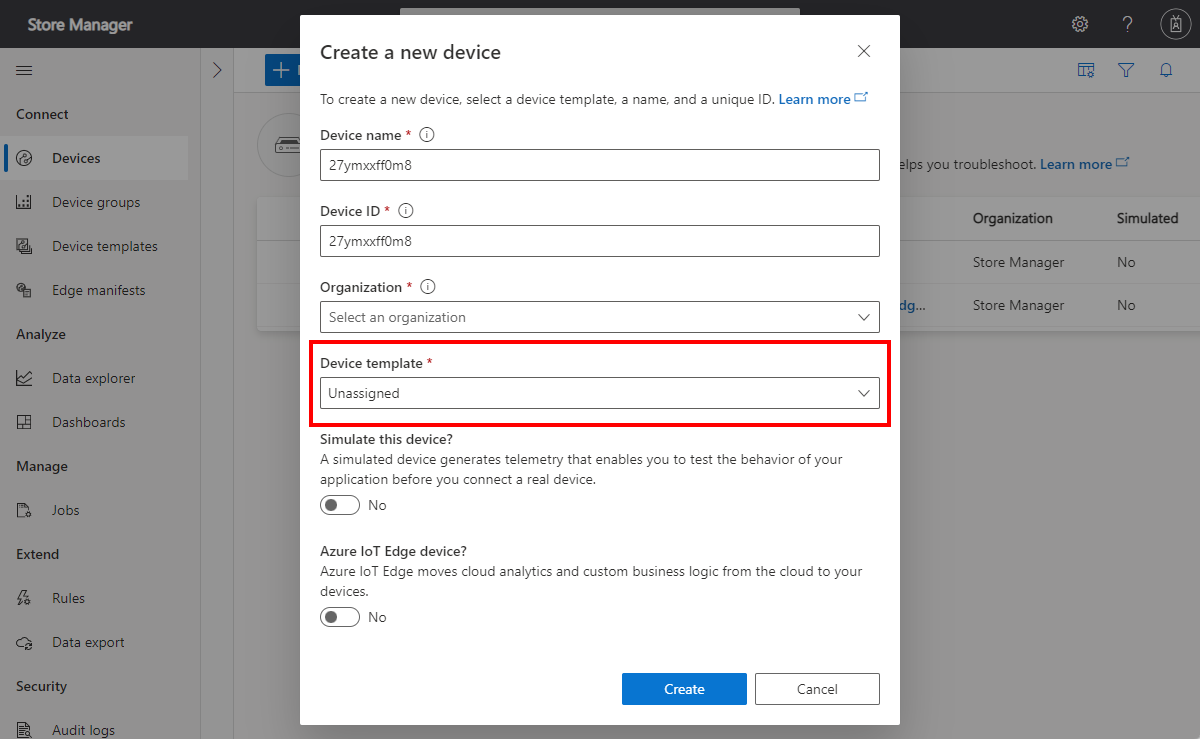 Store Manager
Connect
Devices
Device groups
Device templates
Edge manifests
Analyze
Data explorer
Dashboards
Manage
Jobs
Extend
Rules
Data export
Security
Audit logs
Create a new device
To create a new device, select a device template, a name, and a unique ID. Learn more
Device name *
27ymxxff0m8
Device ID *
27ymxxff0m8
Organization *
Select an organization
Device template *
Unassigned
Simulate this device?
A simulated device generates telemetry that enables you to test the behavior of your
application before you connect a real device.
No
Azure IoT Edge device?
Azure IoT Edge moves cloud analytics and custom business logic from the cloud to your
devices.
No
Create Cancel
elps you troubleshoot. Learn more
Organization Simulated
Store Manager No
dg... Store Manager No